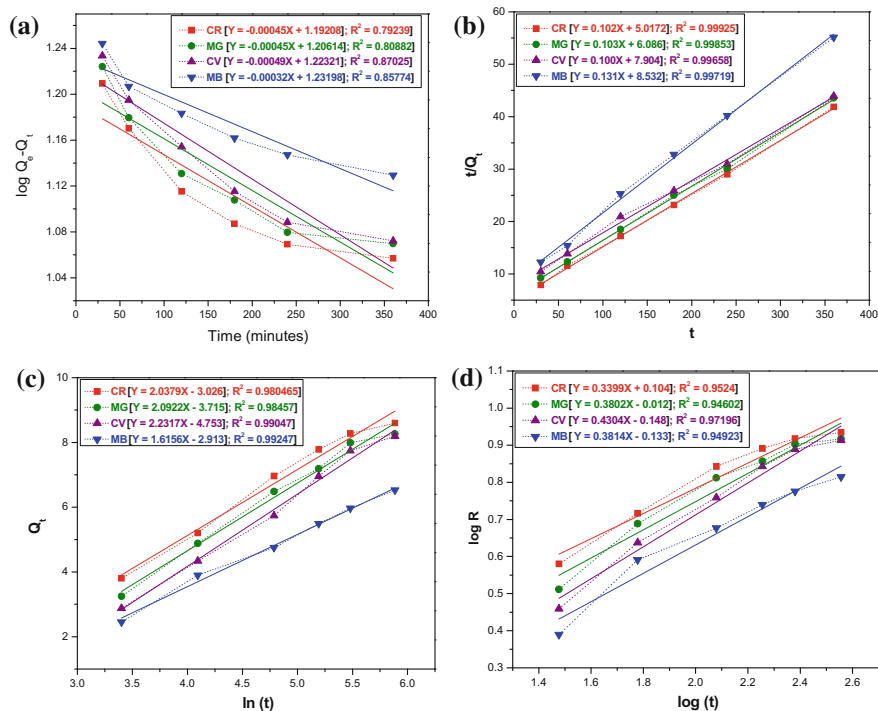 (a)
CR [Y = -0.00045X + 1.19208]; R² = 0.79239
MG [Y = -0.00045X + 1.20614]; R² = 0.80882
CV [Y = -0.00049X + 1.22321]; R² = 0.87025
MB [Y = -0.00032X + 1.23198]; R² = 0.85774
log Qₑ-Qₜ
1.24
1.20
1.16
1.12
1.08
1.04
0 50 100 150 200 250 300 350 400
Time (minutes)
(b)
CR [Y = 0.102X + 5.0172]; R² = 0.99925
MG [Y = 0.103X + 6.086]; R² = 0.99853
CV [Y = 0.100X + 7.904]; R² = 0.99658
MB [Y = 0.131X + 8.532]; R² = 0.99719
t/Qₜ
60
50
40
30
20
10
0 50 100 150 200 250 300 350 400
t
(c)
CR [Y = 2.0379X - 3.026]; R² = 0.980465
MG [Y = 2.0922X - 3.715]; R² = 0.98457
CV [Y = 2.2317X - 4.753]; R² = 0.99047
MB [Y = 1.6156X - 2.913]; R² = 0.99247
Qₜ
10
8
6
4
2
3.0 3.5 4.0 4.5 5.0 5.5 6.0
ln (t)
(d)
CR [Y = 0.3399X + 0.104]; R² = 0.9524]
MG[ Y = 0.3802X - 0.012]; R² = 0.94602]
CV [Y = 0.4304X - 0.148]; R² = 0.97196]
MB [Y = 0.3814X - 0.133]; R² = 0.94923]
log R
1.1
1.0
0.9
0.8
0.7
0.6
0.5
0.4
0.3
1.4 1.6 1.8 2.0 2.2 2.4 2.6
log (t)